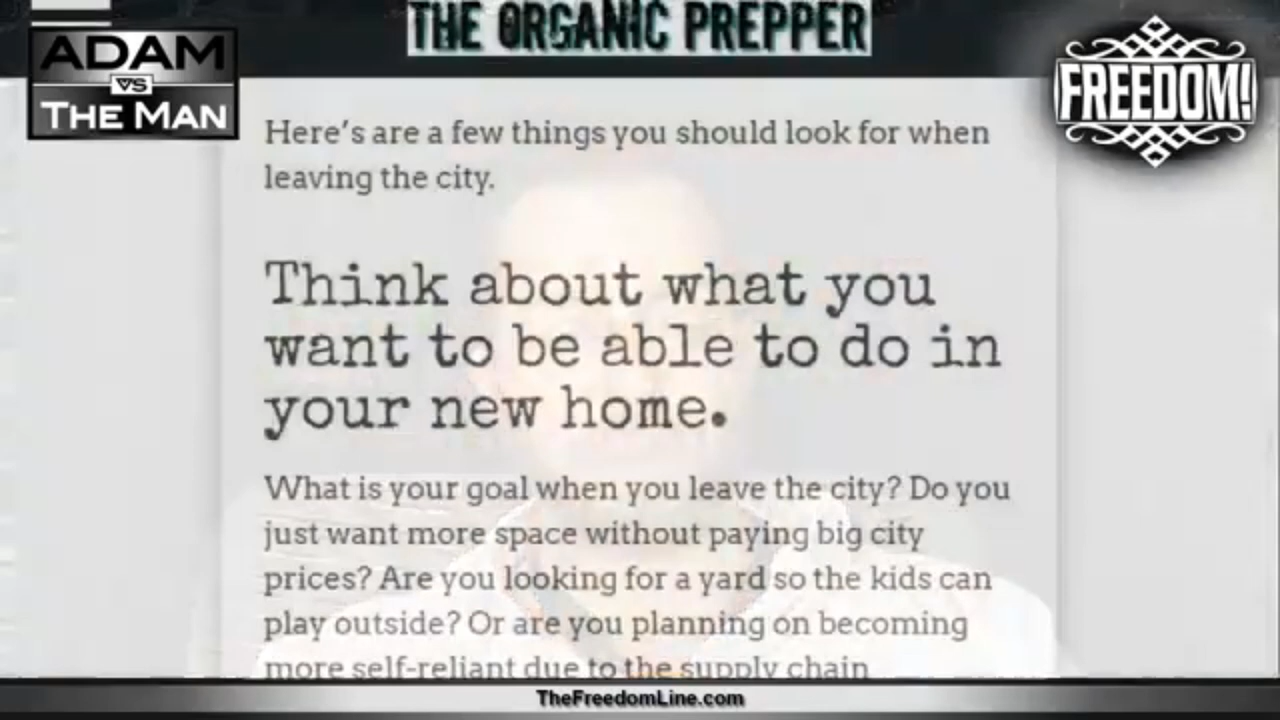 THE ORGANIC PREPPER
ADAM
VS
THE MAN
FREEDOM!
Here's are a few things you should look for when
leaving the city.
Think about what you
want to be able to do in
your new home.
What is your goal when you leave the city? Do you
just want more space without paying big city
prices? Are you looking for a yard so the kids can
play outside? Or are you planning on becoming
more self-reliant due to the supply chain
TheFreedomLine.com